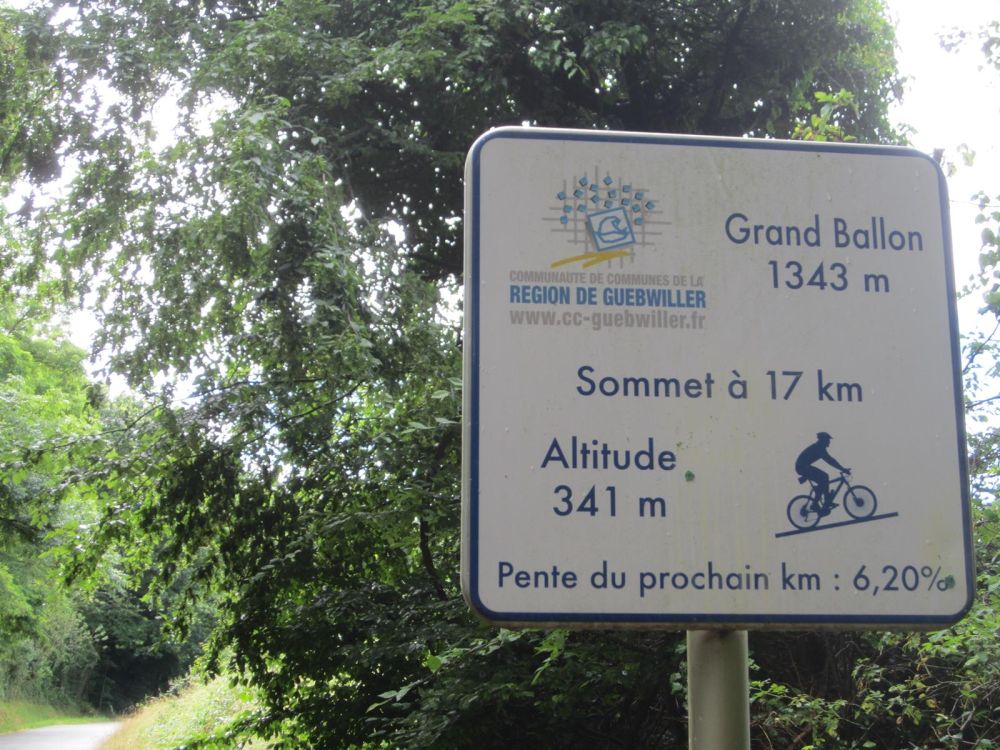 COMMUNAUTE DE COMMUNES DE LA
REGION DE GUEBWILLER
www.cc-guebwiller.fr
Grand Ballon
1343 m
Sommet à 17 km
Altitude
341 m
Pente du prochain km : 6,20%